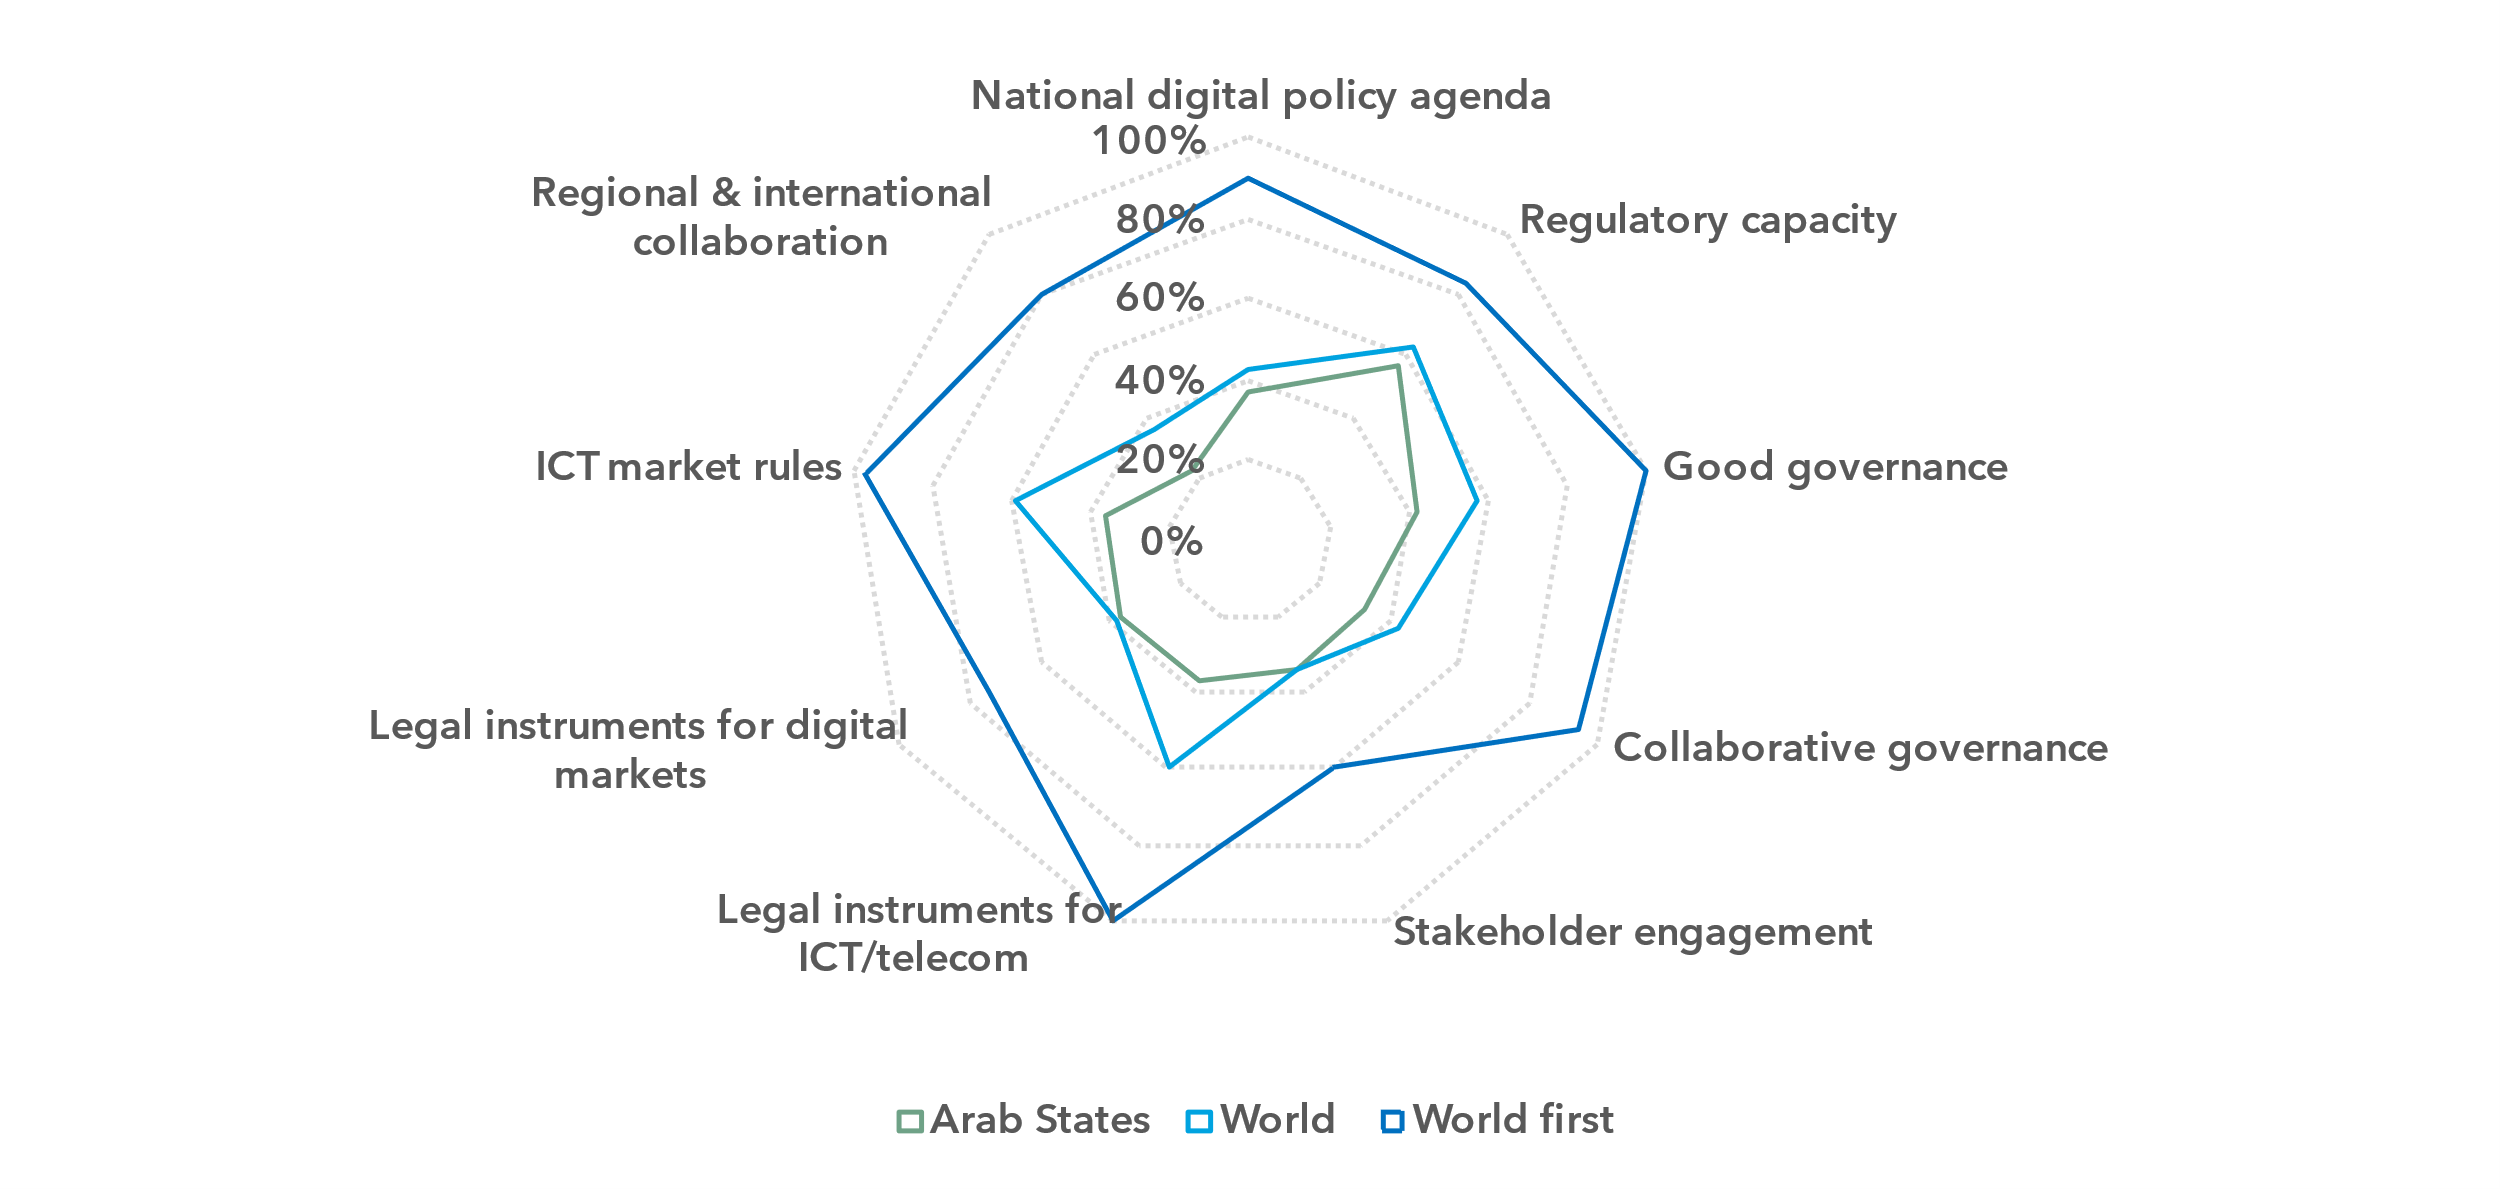 National digital policy agenda
100%
80%
60%
40%
20%
0%
Regulatory capacity
Good governance
Collaborative governance
Stakeholder engagement
Legal instruments for
ICT/telecom
Legal instruments for digital
markets
ICT market rules
Regional & international
collaboration
Arab States World World first